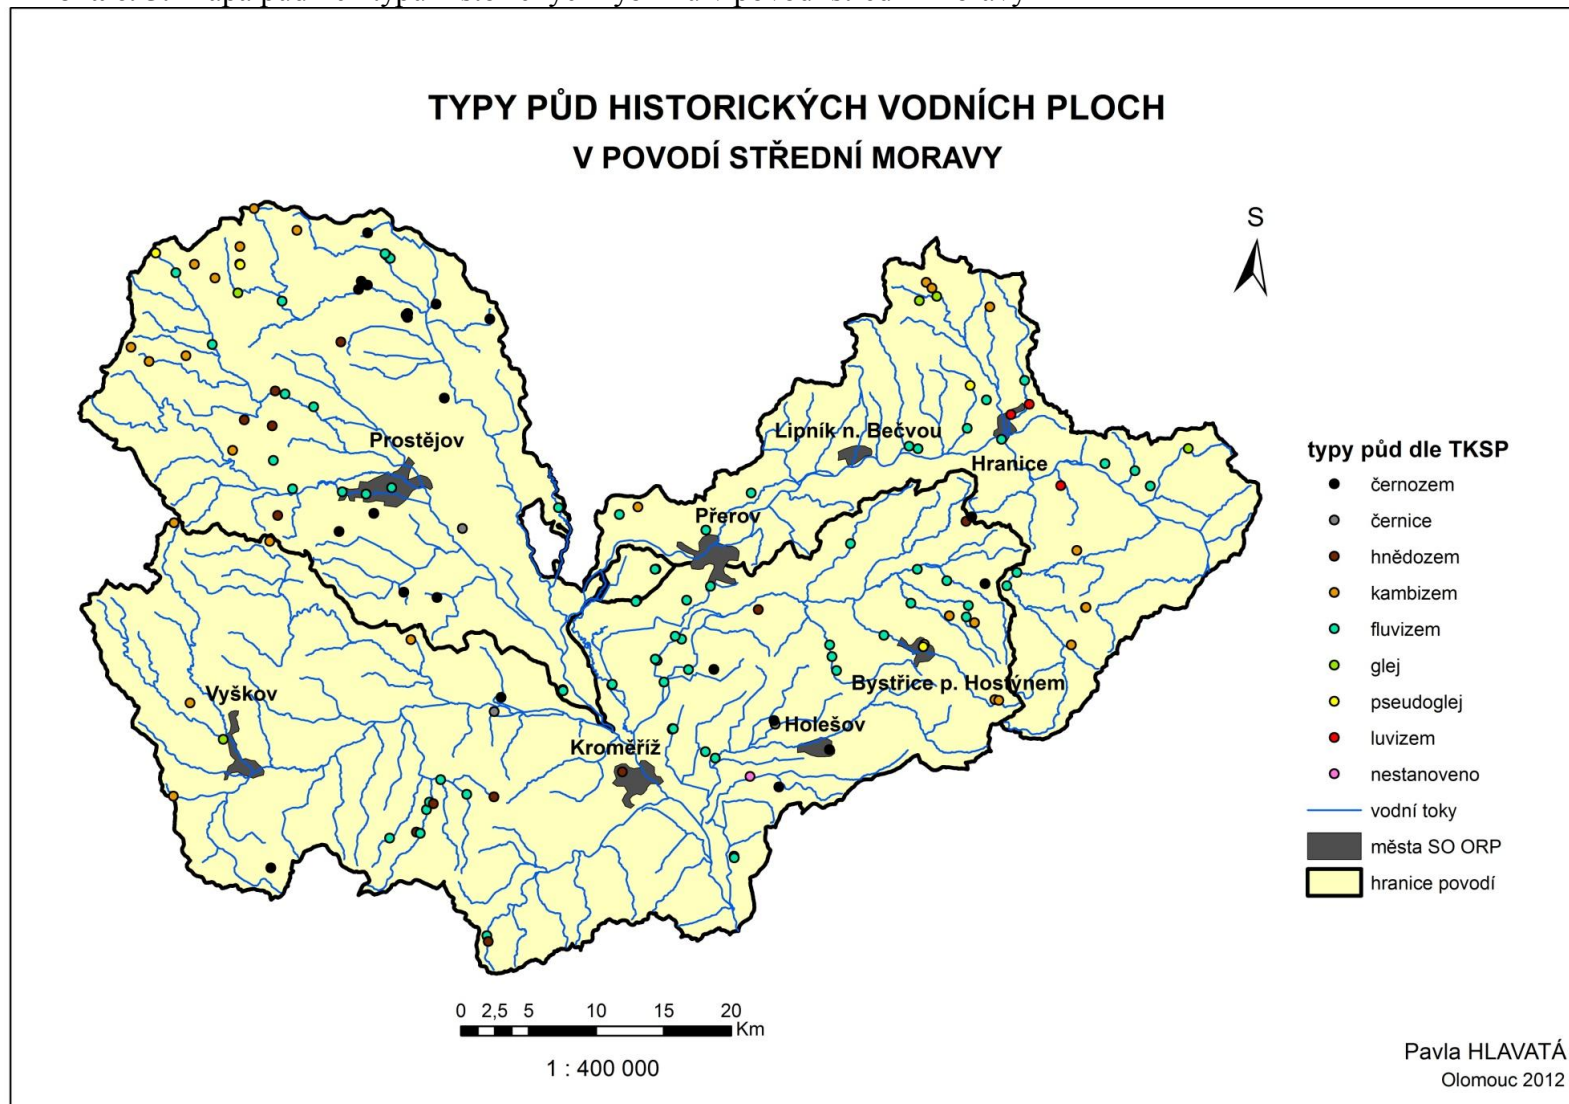 TYPY PŮD HISTORICKÝCH VODNÍCH PLOCH
V POVODÍ STŘEDNÍ MORAVY
S
Prostějov
Lipník n. Bečvou
Hranice
Přerov
Vyškov
Bystřice p. Hostýnem
Holešov
Kroměříž
typy půd dle TKSP
černozem
černice
hnědozem
kambizem
fluvizem
glej
pseudoglej
luvizem
nestanoveno
vodní toky
města SO ORP
hranice povodí
0 2,5 5 10 15 20
Km
1 : 400 000
Pavla HLAVATÁ
Olomouc 2012